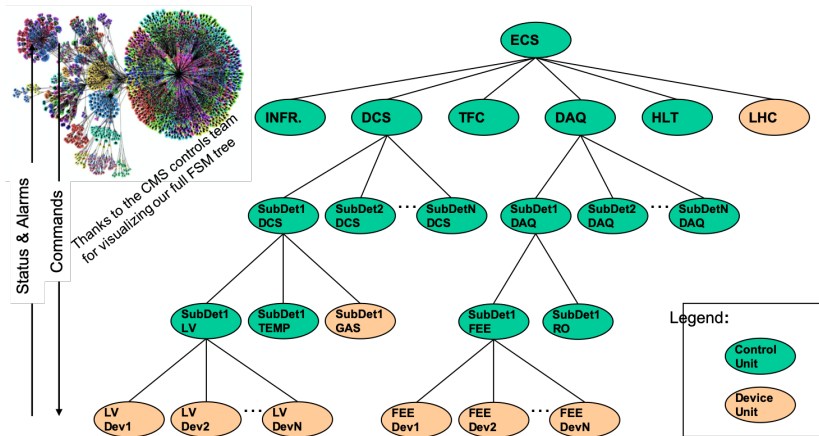 ECS
INFR.
DCS
TFC
DAQ
HLT
LHC
Status & Alarms
Commands
Thanks to the CMS controls team
for visualizing our full FSM tree
SubDet1
DCS
SubDet2
DCS
...
SubDetN
DCS
SubDet1
DAQ
SubDet2
DAQ
...
SubDetN
DAQ
SubDet1
LV
SubDet1
TEMP
SubDet1
GAS
SubDet1
FEE
SubDet1
RO
LV
Dev1
LV
Dev2
...
LV
DevN
FEE
Dev1
FEE
Dev2
...
FEE
DevN
Legend:
Control
Unit
Device
Unit